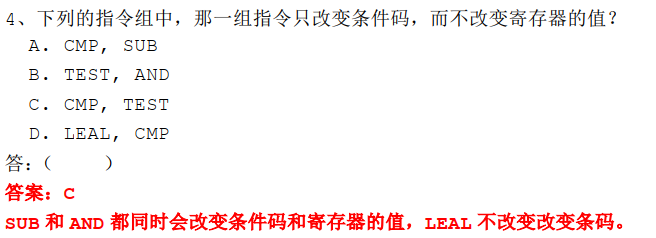 4、下列的指令组中，那一组指令只改变条件码，而不改变寄存器的值？
A. CMP, SUB
B. TEST, AND
C. CMP, TEST
D. LEAL, CMP
答：（ ）
答案：C
SUB 和 AND 都同时会改变条件码和寄存器的值，LEAL 不改变改变条码。